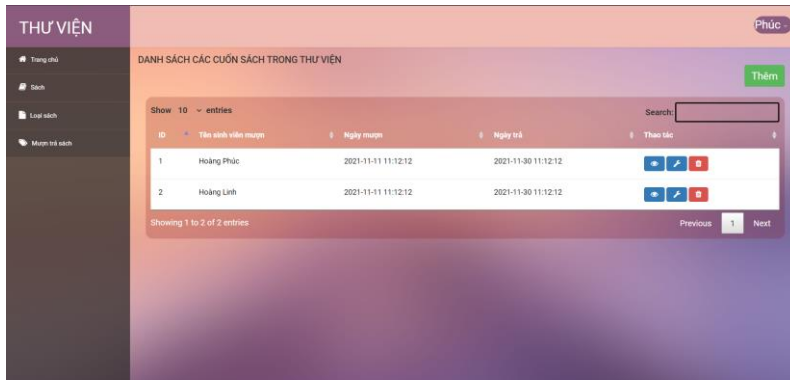 THƯ VIỆN
Phúc
Trang chủ
Sách
Loại sách
Mượn trả sách
DANH SÁCH CÁC CUỐN SÁCH TRONG THƯ VIỆN
Thêm
Show 10 entries
Search:
ID Tên sinh viên mượn Ngày mượn Ngày trả Thao tác
1 Hoàng Phúc 2021-11-11 11:12:12 2021-11-30 11:12:12
2 Hoàng Linh 2021-11-11 11:12:12 2021-11-30 11:12:12
Showing 1 to 2 of 2 entries
Previous 1 Next